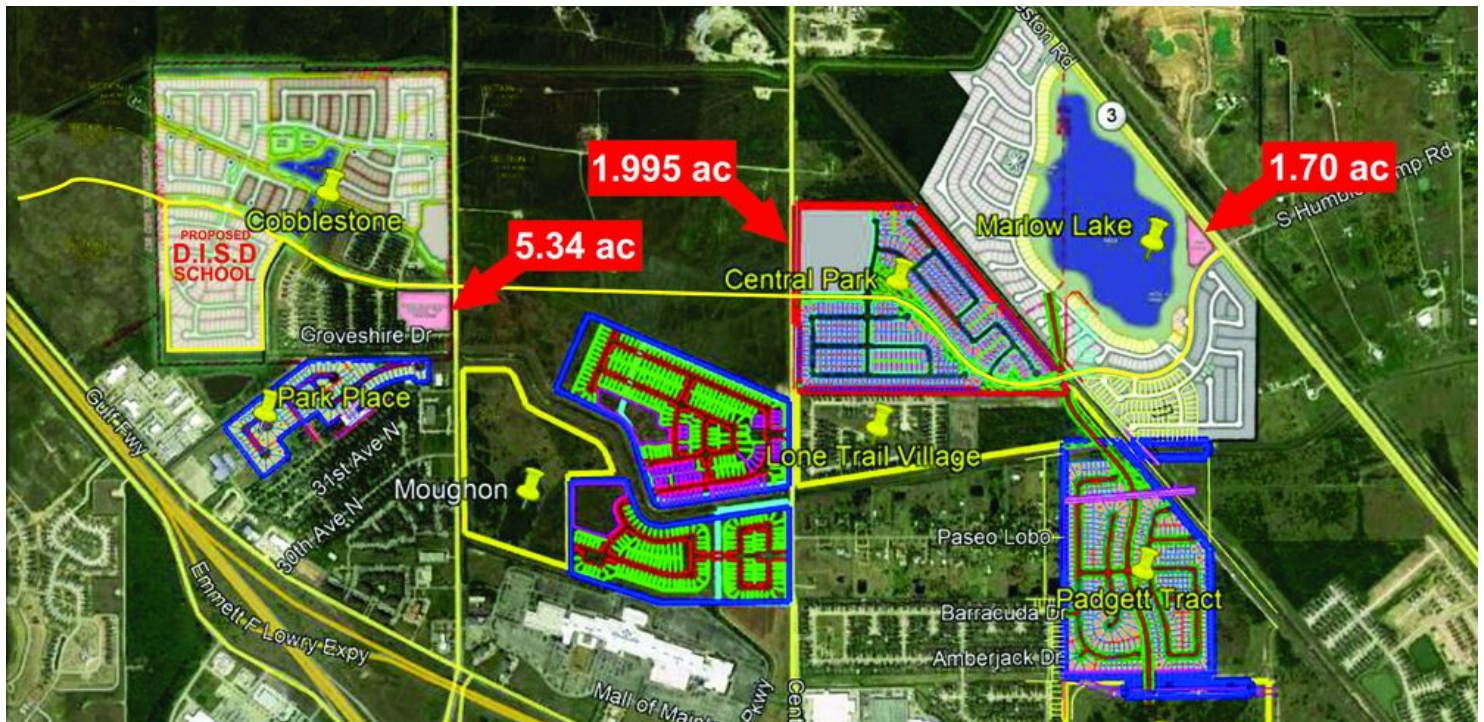 3
1.995 ac
1.70 ac
S Humble Camp Rd
Cobblestone
PROPOSED
D.I.S.D
SCHOOL
5.34 ac
Marlow Lake
Central Park
Groveshire Dr
Park Place
Gulf Fwy
31st Ave N
Lone Trail Village
Moughon
30th Ave N
Paseo Lobo
Emmett F Lowry Expy
Padgett Tract
Barracuda Dr
Amberjack Dr
Mall of Main
Pkwy
Cent